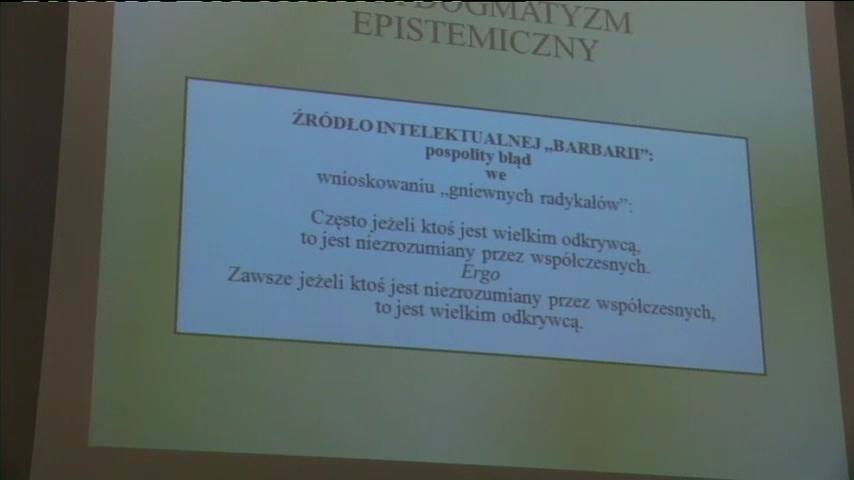 DOGMATYZM
EPISTEMICZNY
ŹRÓDŁO INTELEKTUALNEJ „BARBARII”:
pospolity błąd
we
wnioskowaniu „gniewnych radykałów”:
Często jeżeli ktoś jest wielkim odkrywcą,
to jest niezrozumiany przez współczesnych.
Ergo
Zawsze jeżeli ktoś jest niezrozumiany przez współczesnych,
to jest wielkim odkrywcą.